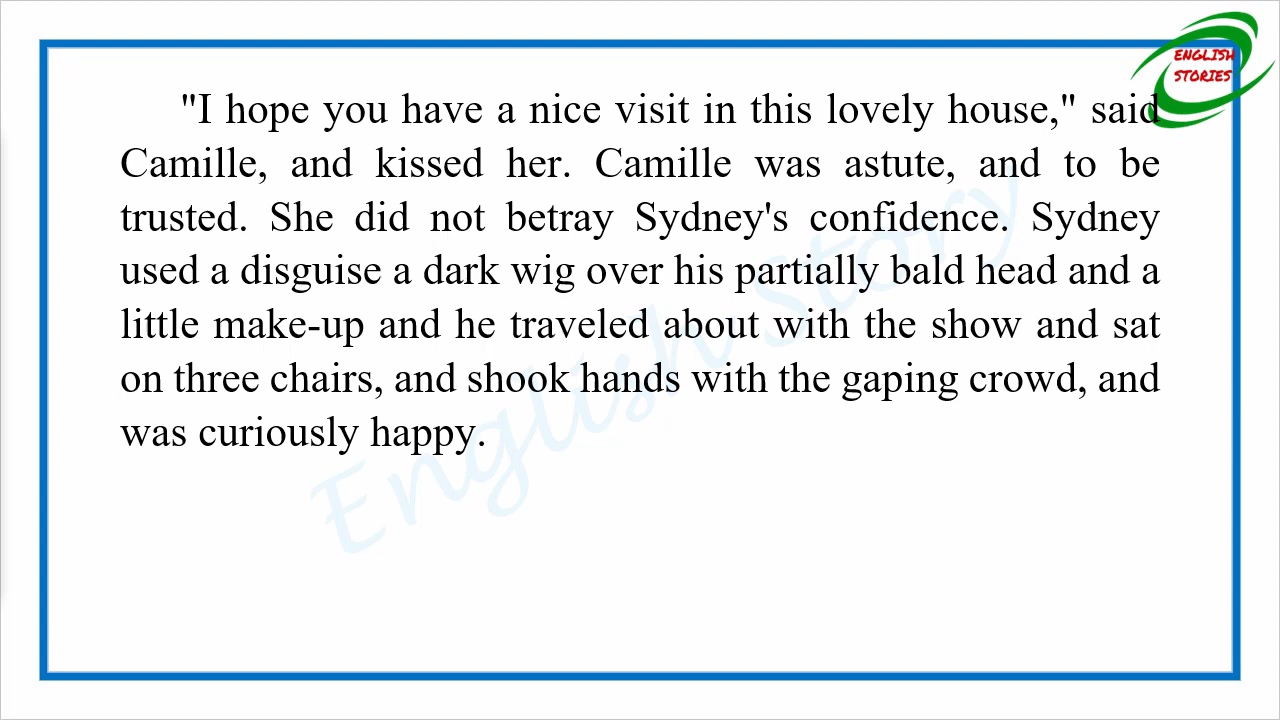 ENGLISH
STORIES
"I hope you have a nice visit in this lovely house," said
Camille, and kissed her. Camille was astute, and to be
trusted. She did not betray Sydney's confidence. Sydney
used a disguise a dark wig over his partially bald head and a
little make-up and he traveled about with the show and sat
on three chairs, and shook hands with the gaping crowd, and
was curiously happy.
English Story